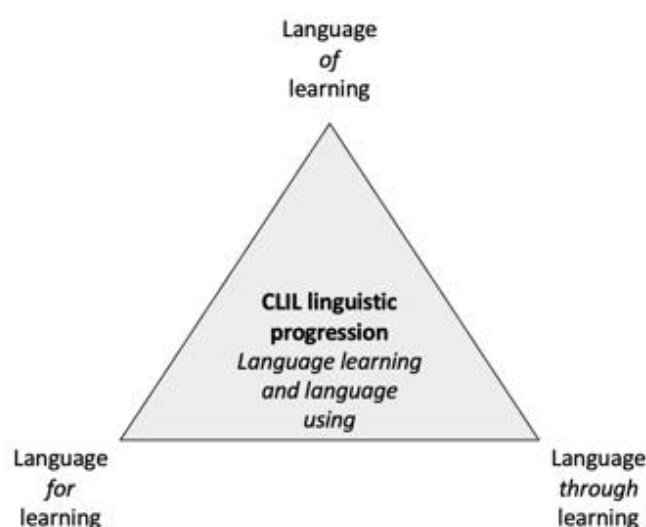 Language
of
learning
CLIL linguistic
progression
Language learning
and language
using
Language
for
learning
Language
through
learning